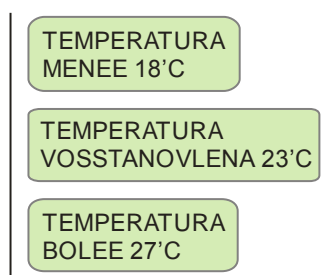 TEMPERATURA
MENEE 18'C
TEMPERATURA
VOSSTANOVLENA 23'C
TEMPERATURA
BOLEE 27'C